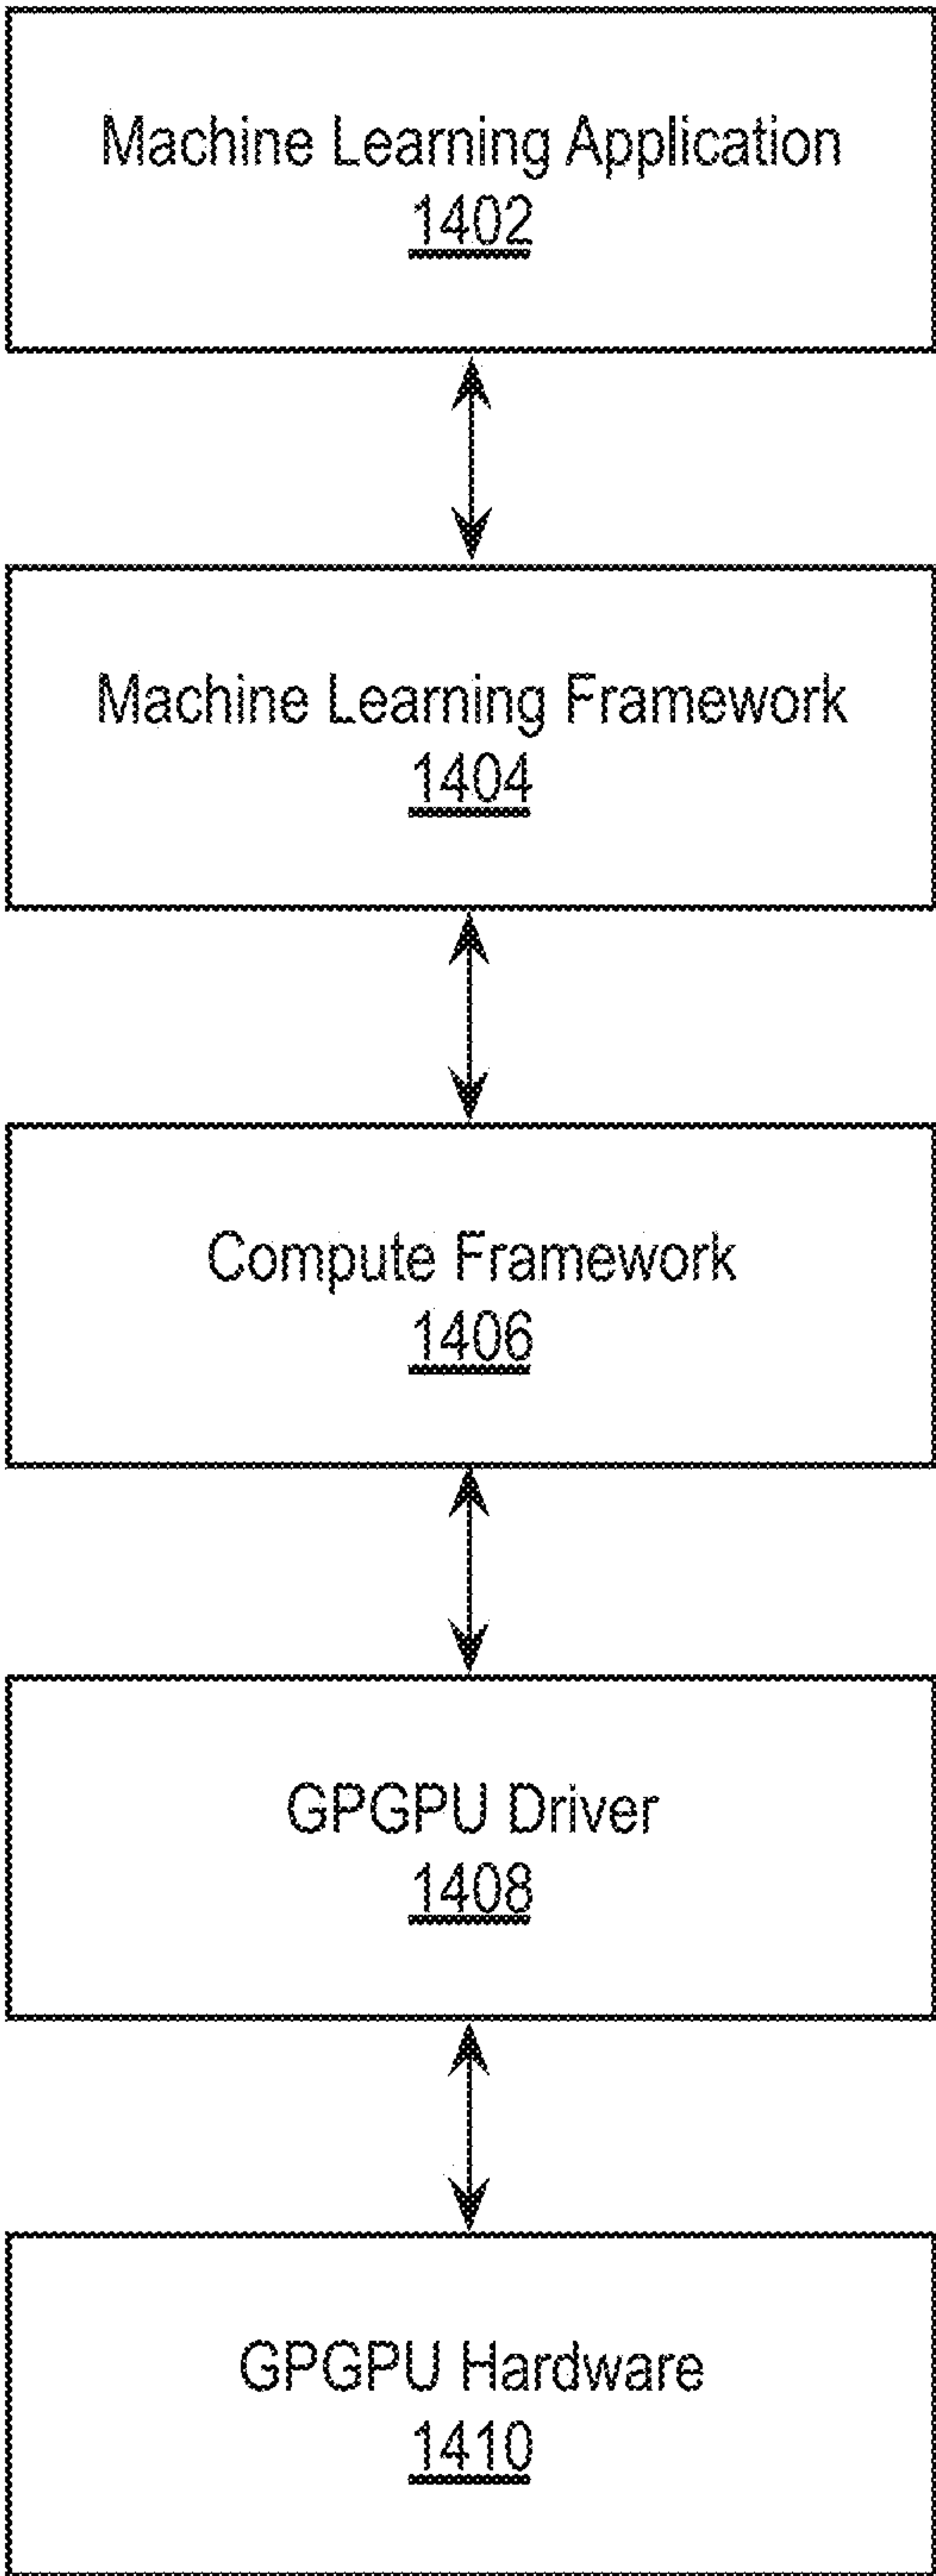 Machine Learning Application
1402
Machine Learning Framework
1404
Compute Framework
1406
GPGPU Driver
1408
GPGPU Hardware
1410